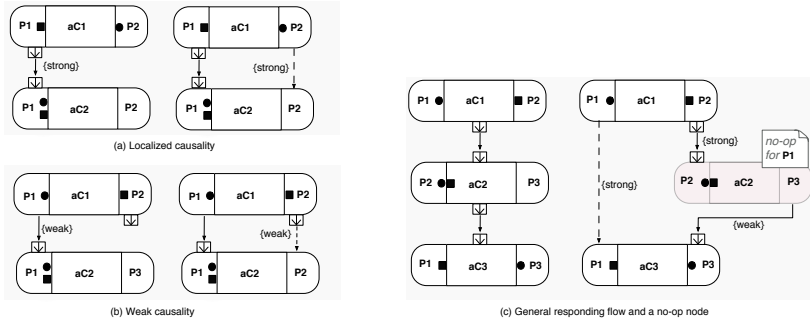 P1 aC1 P2
P1 aC1 P2
{strong}
{strong}
P1 aC2 P2
P1 aC2 P2
(a) Localized causality
P1 aC1 P2
P1 aC1 P2
{weak}
{weak}
P1 aC2 P3
P1 aC2 P2
(b) Weak causality
P1 aC1 P2
P1 aC1 P2
{strong}
no-op
for P1
P2 aC2 P3
P2 aC2 P3
{strong}
{weak}
P1 aC3 P3
P1 aC3 P3
(c) General responding flow and a no-op node